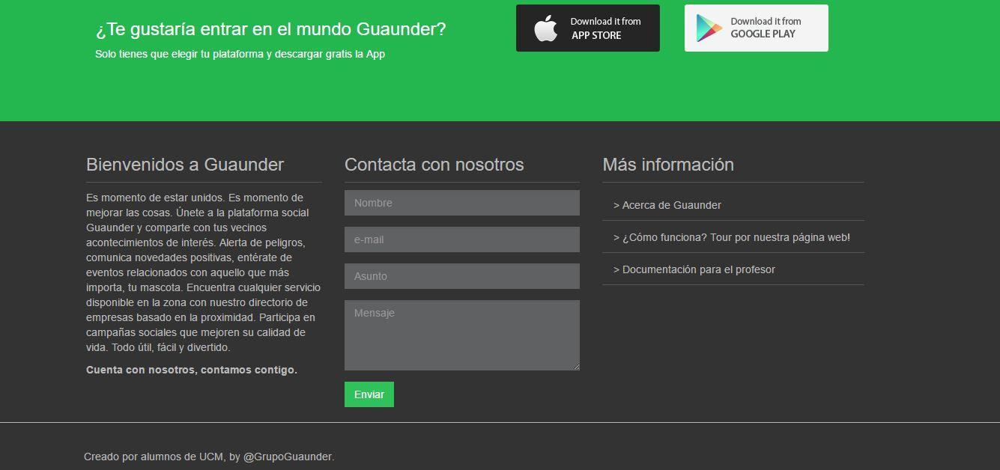 ¿Te gustaría entrar en el mundo Guaunder?
Solo tienes que elegir tu plataforma y descargar gratis la App
Download it from
APP STORE
Download it from
GOOGLE PLAY
Bienvenidos a Guaunder
Es momento de estar unidos. Es momento de
mejorar las cosas. Únete a la plataforma social
Guaunder y comparte con tus vecinos
acontecimientos de interés. Alerta de peligros,
comunica novedades positivas, entérate de
eventos relacionados con aquello que más
importa, tu mascota. Encuentra cualquier servicio
disponible en la zona con nuestro directorio de
empresas basado en la proximidad. Participa en
campañas sociales que mejoren su calidad de
vida. Todo útil, fácil y divertido.
Cuenta con nosotros, contamos contigo.
Contacta con nosotros
Nombre
e-mail
Asunto
Mensaje
Enviar
Más información
> Acerca de Guaunder
> ¿Cómo funciona? Tour por nuestra página web!
> Documentación para el profesor
Creado por alumnos de UCM, by @GrupoGuaunder.